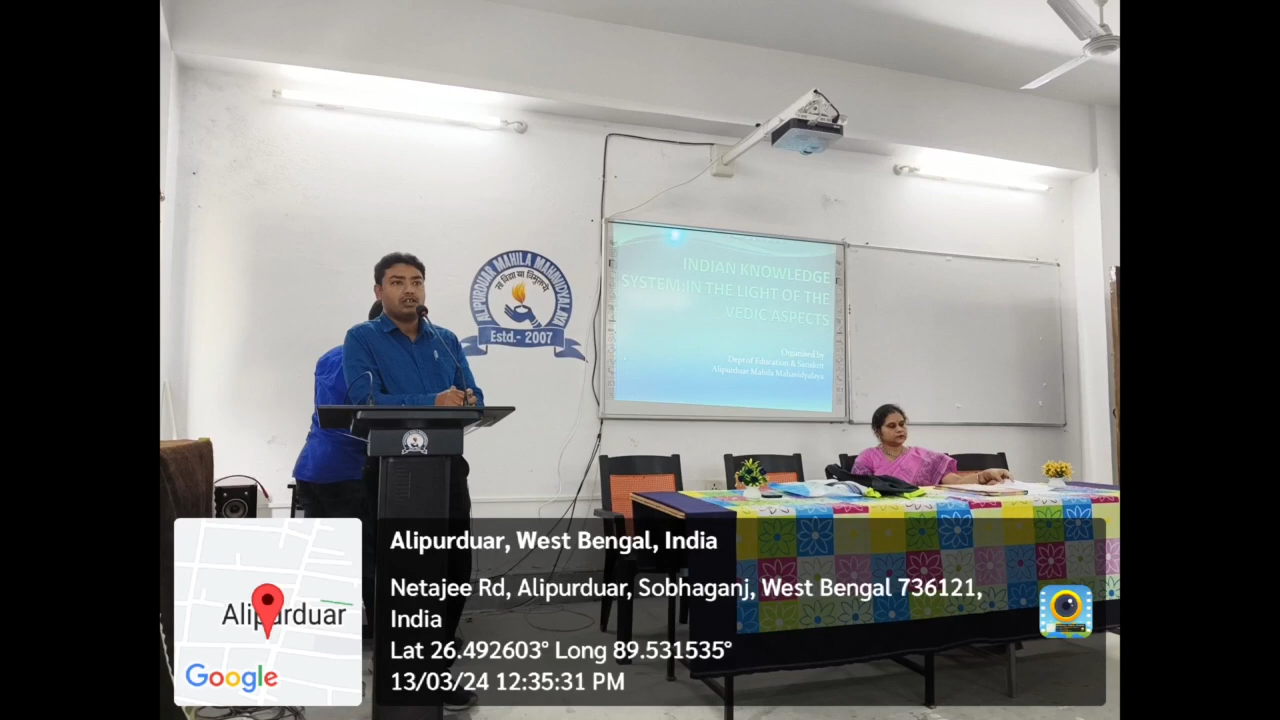 ALIPURDUAR MAHILA MAHAVIDYALAYA
सा विद्या या विमुक्तये
Estd.- 2007
INDIAN KNOWLEDGE
SYSTEM:IN THE LIGHT OF THE
VEDIC ASPECTS
Organised by
Dept of Education & Sanskrit
Alipurduar Mahila Mahavidyalaya
Alipurduar
Google
Alipurduar, West Bengal, India
Netajee Rd, Alipurduar, Sobhaganj, West Bengal 736121,
India
Lat 26.492603° Long 89.531535°
13/03/24 12:35:31 PM